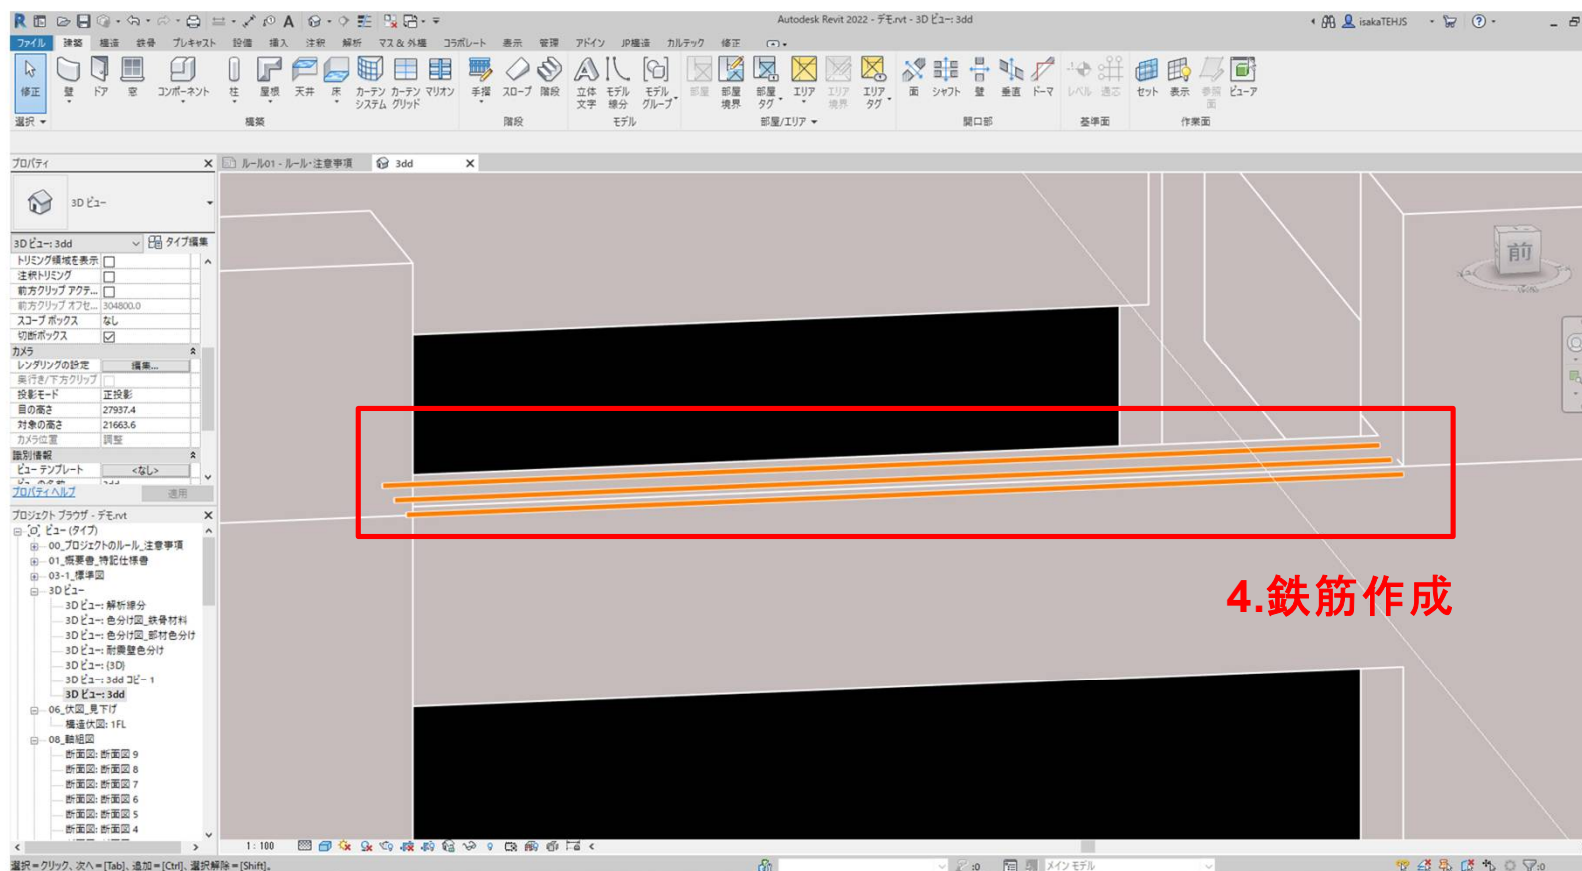 Autodesk Revit 2022 - デモ.rvt - 3D ビュー: 3dd
isakaTEHJS
ファイル 建築 構造 鉄骨 プレキャスト 設備 挿入 注釈 解析 マス & 外構 コラボレート 表示 管理 アドイン JP構造 カルテック 修正
修正 壁 ドア 窓 コンポーネント 柱 屋根 天井 床 カーテン システム カーテン グリッド マリオン 手摺 スロープ 階段 立体 文字 モデル 線分 モデル グループ 部屋 部屋 境界 部屋 タグ エリア エリア 境界 エリア タグ 面 シャフト 壁 垂直 ドーマ レベル 通芯 セット 表示 参照 面 ビューア
選択 構築 階段 モデル 部屋/エリア 開口部 基準面 作業面
プロパティ
ルール01 - ルール・注意事項 3dd
3D ビュー
3D ビュー: 3dd タイプ編集
トリミング領域を表示
注釈トリミング
前方クリップ アクテ...
前方クリップ オフセ... 304800.0
スコープ ボックス なし
切断ボックス
カメラ
レンダリングの設定 編集...
奥行き/下方クリップ
投影モード 正投影
目の高さ 27937.4
対象の高さ 21663.6
カメラ位置 調整
識別情報
ビュー テンプレート <なし>
プロパティ ヘルプ 適用
プロジェクト ブラウザ - デモ.rvt
ビュー (タイプ)
00_プロジェクトのルール_注意事項
01_概要書_特記仕様書
03-1_標準図
3D ビュー
3D ビュー: 解析線分
3D ビュー: 色分け図_鉄骨材料
3D ビュー: 色分け図_部材色分け
3D ビュー: 耐震壁色分け
3D ビュー: {3D}
3D ビュー: 3dd コピー 1
3D ビュー: 3dd
06_伏図_見下げ
構造伏図: 1FL
08_軸組図
断面図: 断面図 9
断面図: 断面図 8
断面図: 断面図 7
断面図: 断面図 6
断面図: 断面図 5
断面図: 断面図 4
前
4.鉄筋作成
1 : 100
選択 = クリック、次へ = [Tab]、追加 = [Ctrl]、選択解除 = [Shift]。
:0 メイン モデル :0